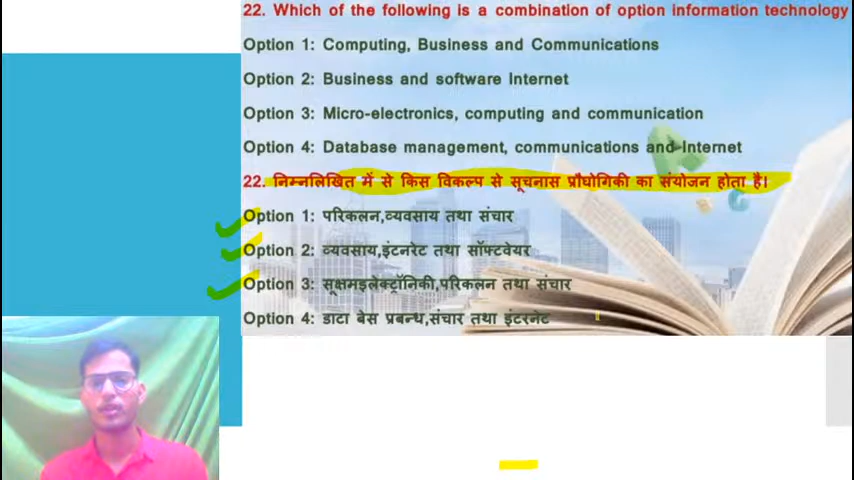 22. Which of the following is a combination of option information technology
Option 1: Computing, Business and Communications
Option 2: Business and software Internet
Option 3: Micro-electronics, computing and communication
Option 4: Database management, communications and Internet
22. निम्नलिखित में से किस विकल्प से सूचनास प्रौघोगिकी का संयोजन होता है।
Option 1: परिकलन,व्यवसाय तथा संचार
Option 2: व्यवसाय,इंटनरेट तथा सॉफ्टवेयर
Option 3: सूक्षमइलेक्ट्रॉनिकी,परिकलन तथा संचार
Option 4: डाटा बेस प्रबन्ध,संचार तथा इंटरनेट